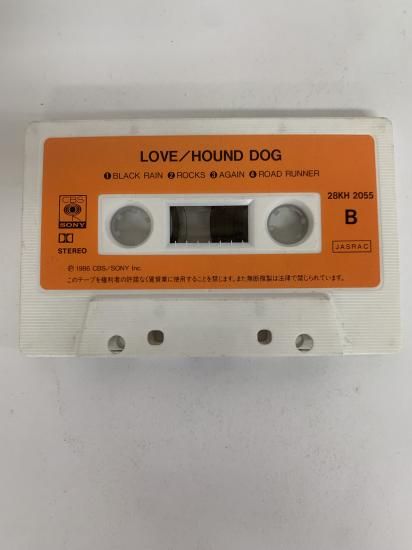 LOVE/HOUND DOG
❶BLACK RAIN ❷ROCKS ❸AGAIN ❹ROAD RUNNER
CBS
SONY
28KH 2055
B
STEREO
JASRAC
Ⓟ1986 CBS/SONY Inc.
このテープを権利者の許諾なく賃貸業に使用することを禁じます。また無断複製は法律で禁じられています。